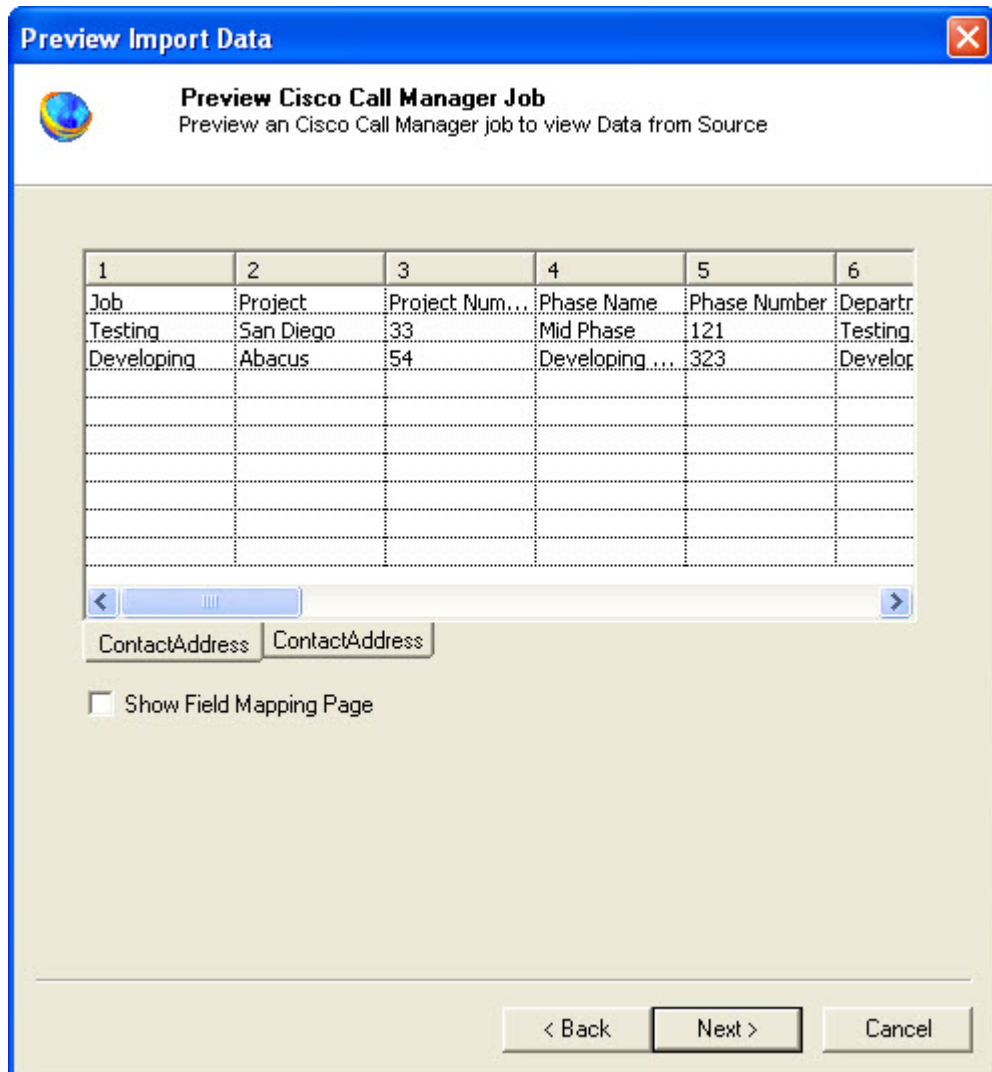 Preview Import Data
Preview Cisco Call Manager Job
Preview an Cisco Call Manager job to view Data from Source
1 2 3 4 5 6
Job Project Project Num... Phase Name Phase Number Departr
Testing San Diego 33 Mid Phase 121 Testing
Developing Abacus 54 Developing ... 323 Develop
ContactAddress ContactAddress
Show Field Mapping Page
< Back Next > Cancel